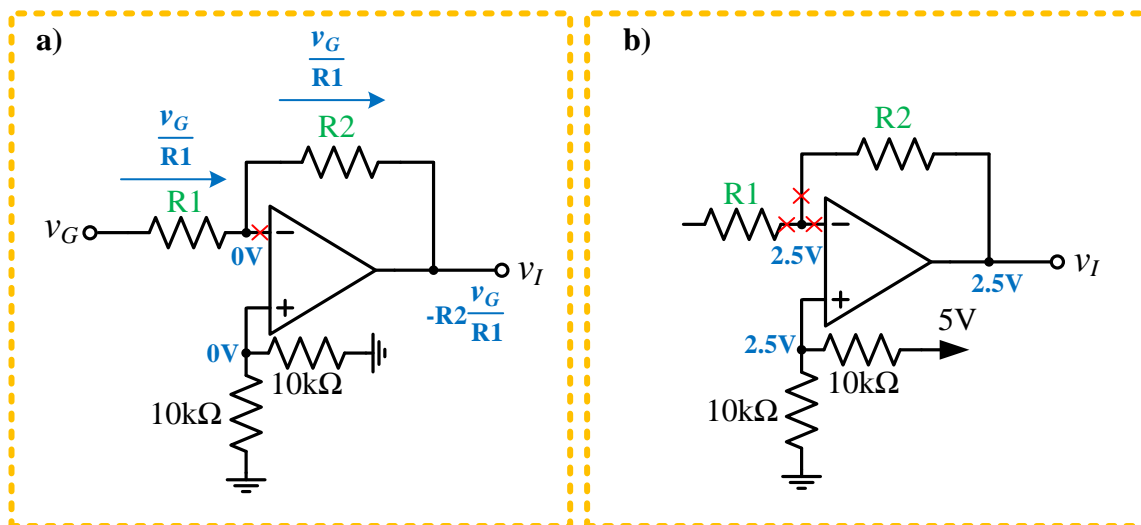 a)
v_G
R1
v_G
R1
R2
R1
v_G
0V
−
+
v_I
-R2 v_G
R1
0V
10kΩ
10kΩ
b)
R2
R1
−
2.5V
+
v_I
2.5V
5V
2.5V
10kΩ
10kΩ